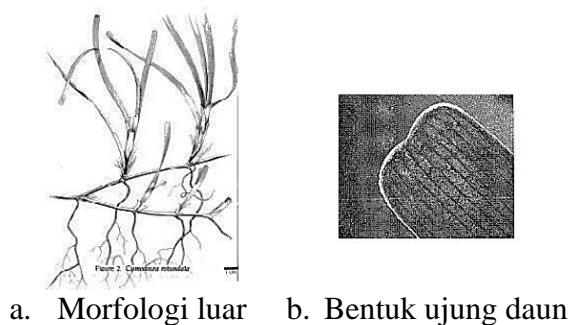 Figure 2. Cymodocea rotundata
a. Morfologi luar b. Bentuk ujung daun